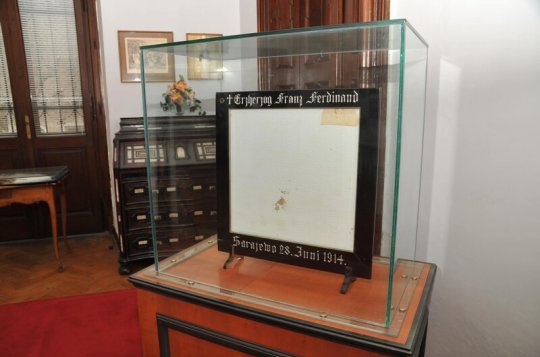 † Erzherzog Franz Ferdinand
Sarajewo 28. Juni 1914.